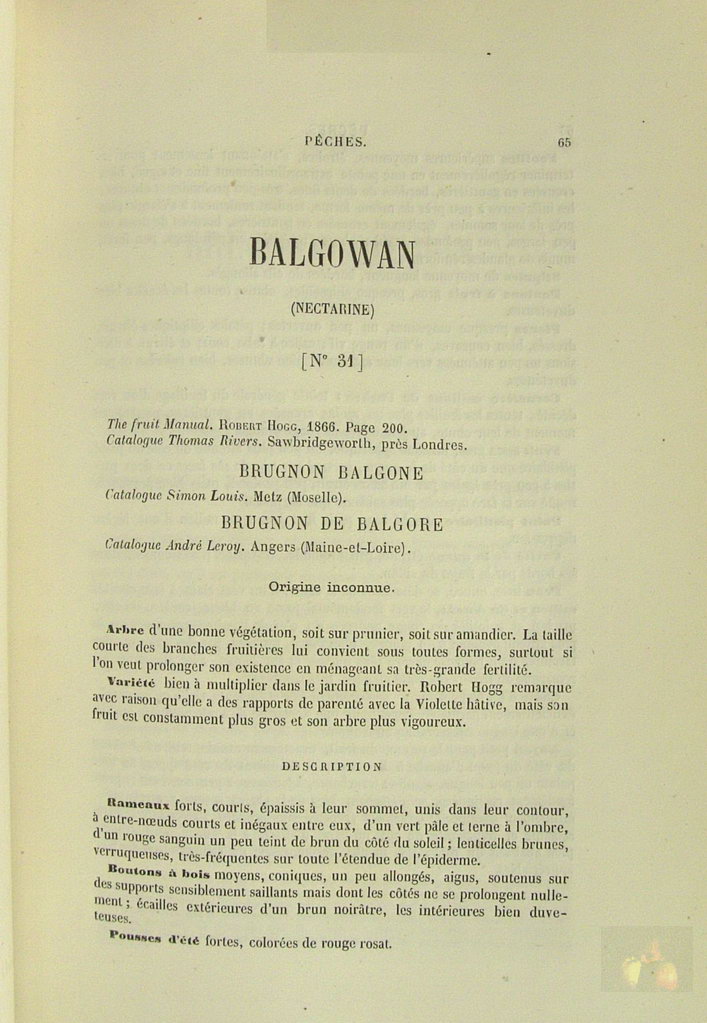 PÊCHES. 65
BALGOWAN
(NECTARINE)
[N° 31]
The fruit Manual. ROBERT HOGG, 1866. Page 200.
Catalogue Thomas Rivers. Sawbridgeworth, près Londres.
BRUGNON BALGONE
Catalogue Simon Louis. Metz (Moselle).
BRUGNON DE BALGORE
Catalogue André Leroy. Angers (Maine-et-Loire).
Origine inconnue.
Arbre d'une bonne végétation, soit sur prunier, soit sur amandier. La taille
courte des branches fruitières lui convient sous toutes formes, surtout si
l'on veut prolonger son existence en ménageant sa très-grande fertilité.
Variété bien à multiplier dans le jardin fruitier. Robert Hogg remarque
avec raison qu'elle a des rapports de parenté avec la Violette hâtive, mais son
fruit est constamment plus gros et son arbre plus vigoureux.
DESCRIPTION
Rameaux forts, courts, épaissis à leur sommet, unis dans leur contour,
à entre-nœuds courts et inégaux entre eux, d'un vert pâle et terne à l'ombre,
d'un rouge sanguin un peu teint de brun du côté du soleil; lenticelles brunes,
verruqueuses, très-fréquentes sur toute l'étendue de l'épiderme.
Boutons à bois moyens, coniques, un peu allongés, aigus, soutenus sur
des supports sensiblement saillants mais dont les côtés ne se prolongent nulle-
ment; écailles extérieures d'un brun noirâtre, les intérieures bien duve-
teuses.
Pousses d'été fortes, colorées de rouge rosat.